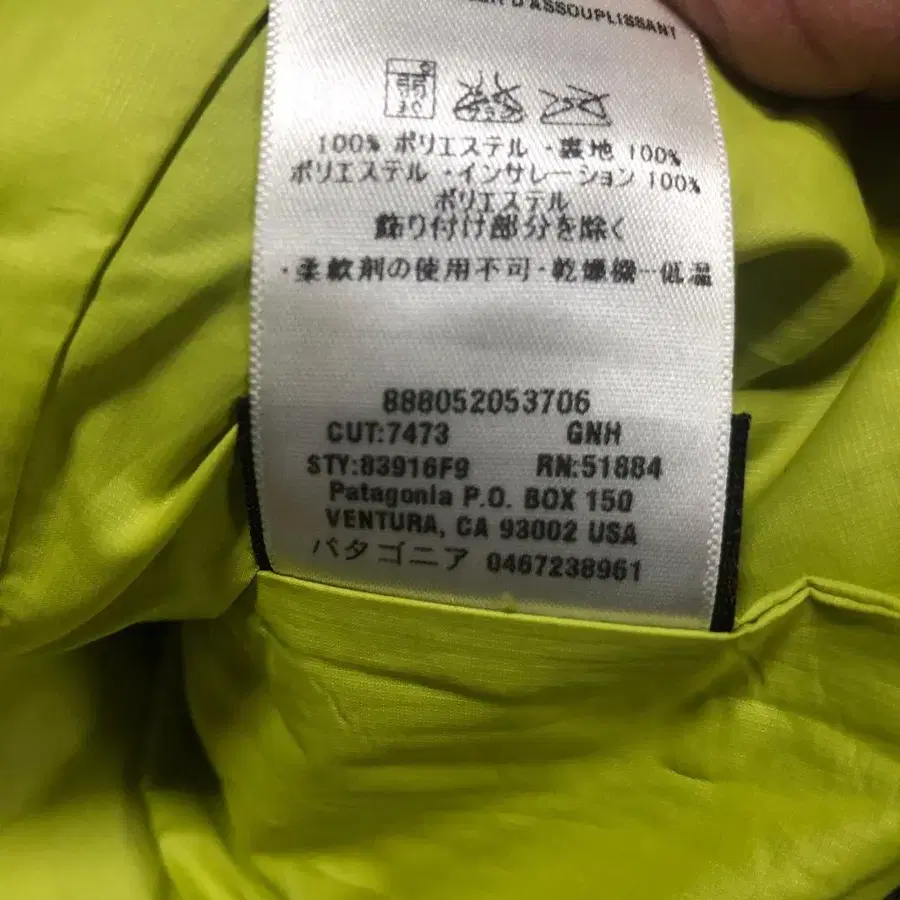 D'ASSOUPLISSANT
100% ポリエステル・裏地 100%
ポリエステル・インサレーション 100%
ポリエステル
飾り付け部分を除く
・柔軟剤の使用不可・乾燥機－低温
888052053706
CUT:7473 GNH
STY:83916F9 RN:51884
Patagonia P.O. BOX 150
VENTURA, CA 93002 USA
パタゴニア 0467238961